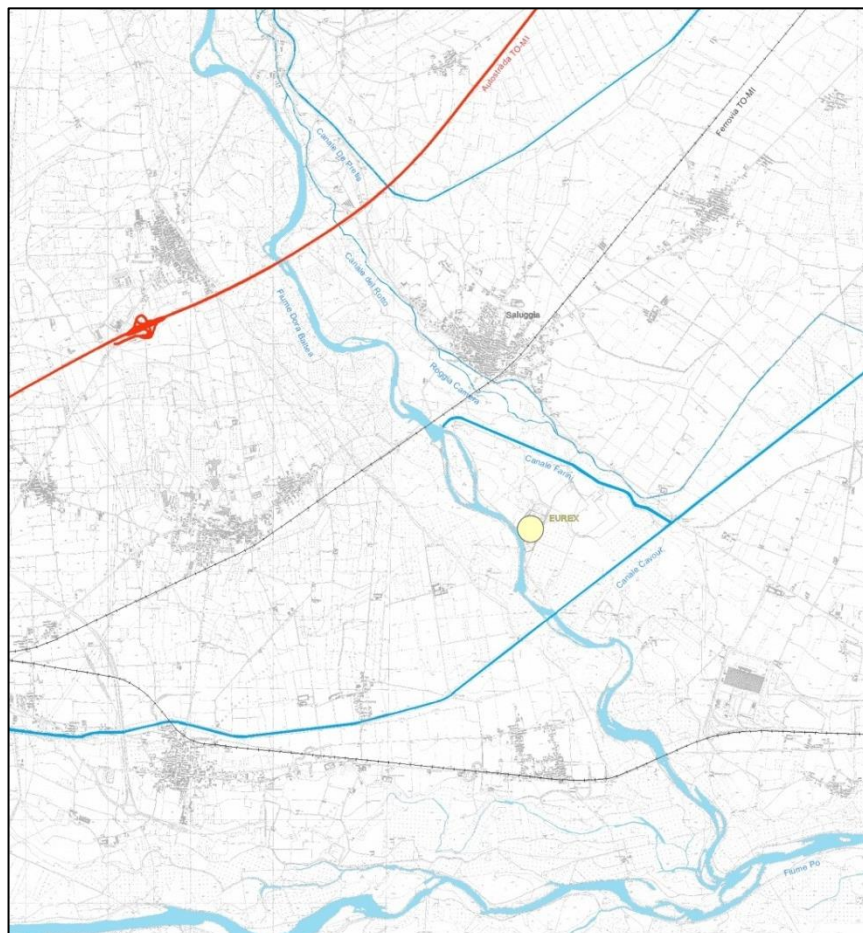 Autostrada TO-MI
Ferrovia TO-MI
Canale De Pretis
Canale del Rotto
Fiume Dora Baltea
Saluggia
Roggia Camera
Canale Farini
EUREX
Canale Cavour
Fiume Po